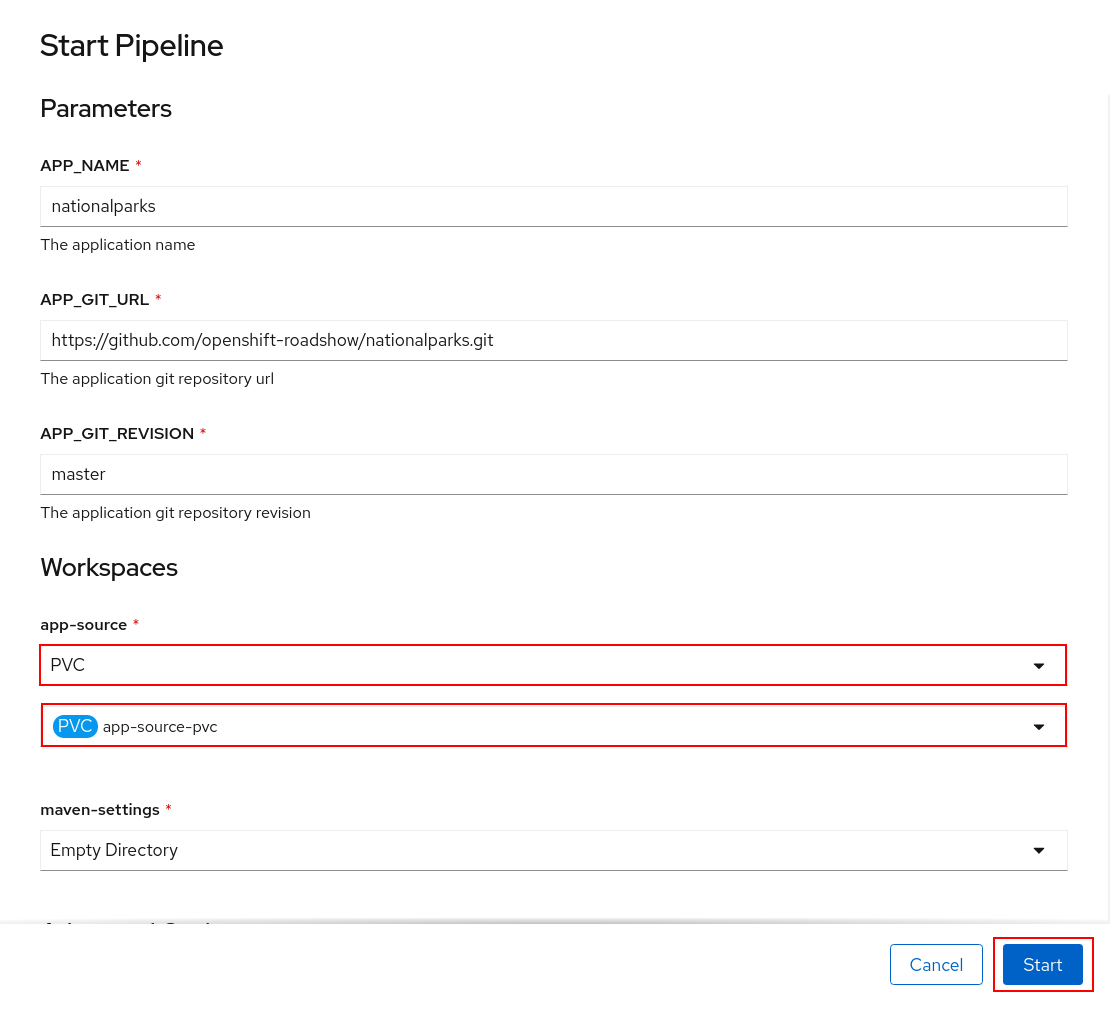 Start Pipeline
Parameters
APP_NAME *
nationalparks
The application name
APP_GIT_URL *
https://github.com/openshift-roadshow/nationalparks.git
The application git repository url
APP_GIT_REVISION *
master
The application git repository revision
Workspaces
app-source *
PVC
PVC app-source-pvc
maven-settings *
Empty Directory
Cancel Start